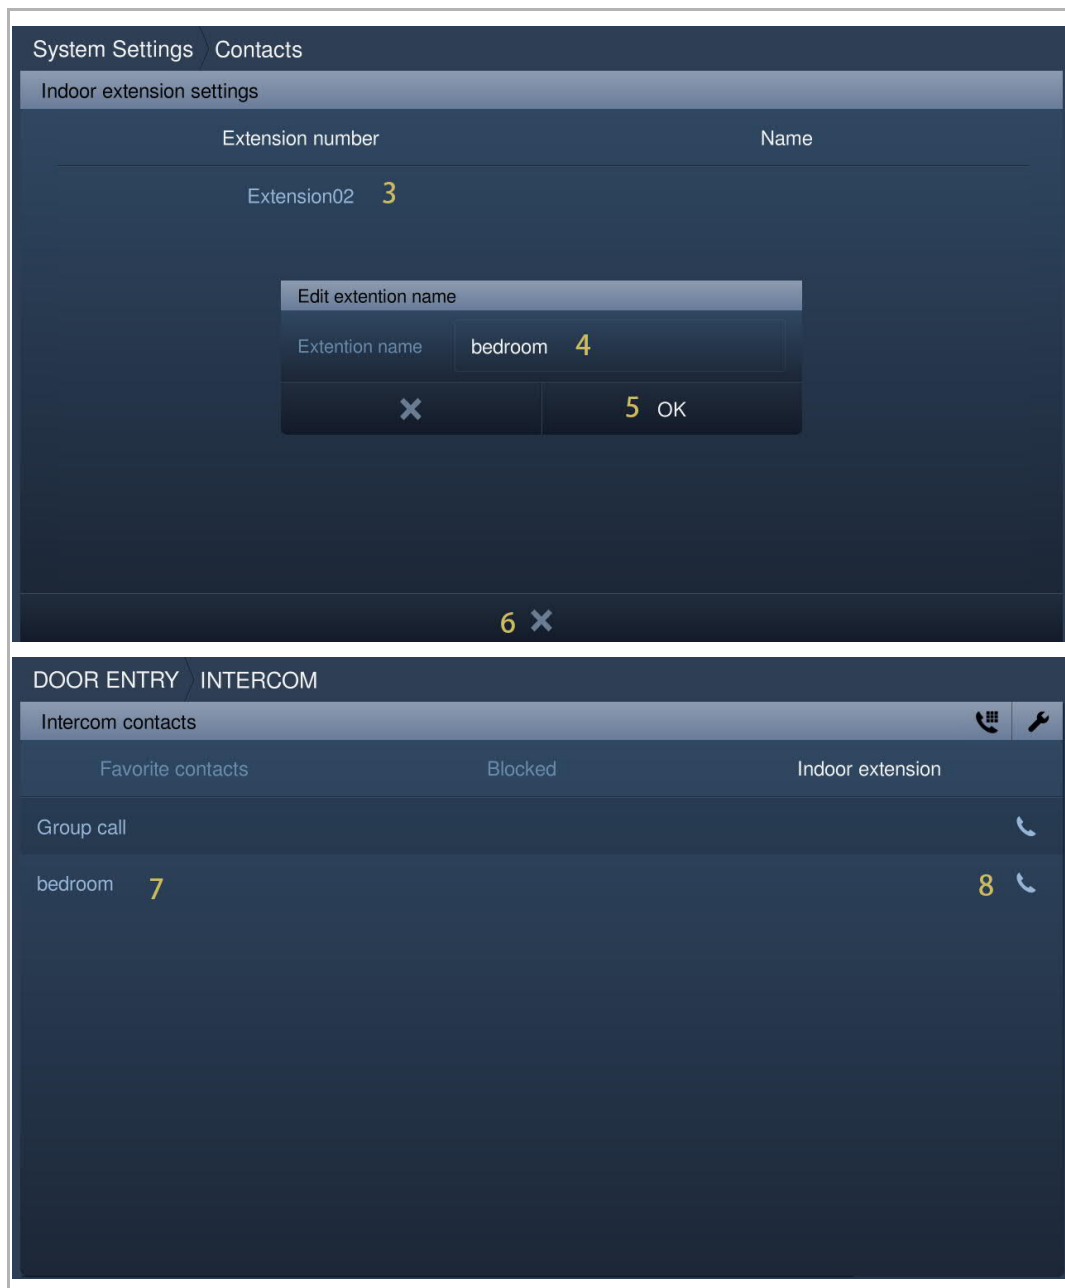 System Settings Contacts
Indoor extension settings
Extension number Name
Extension02 3
Edit extention name
Extention name bedroom 4
5 OK
6
DOOR ENTRY INTERCOM
Intercom contacts
Favorite contacts Blocked Indoor extension
Group call
bedroom 7 8